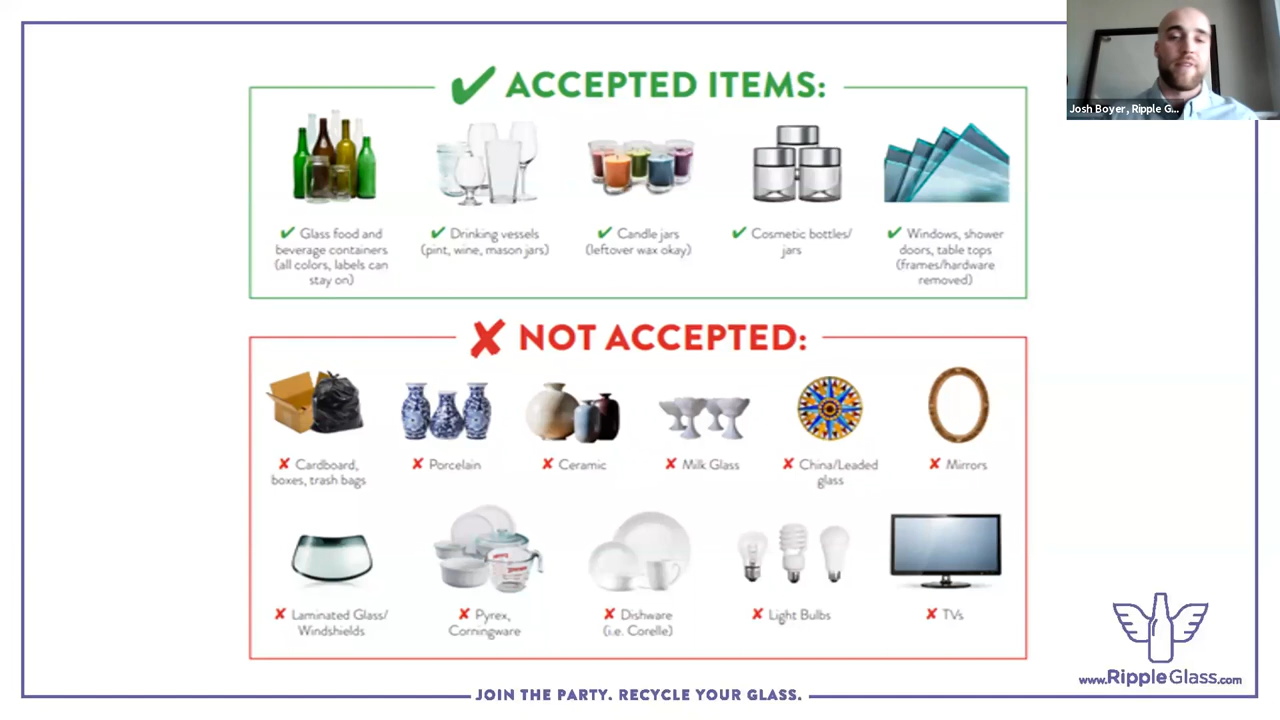 Josh Boyer, Ripple G...
✔ ACCEPTED ITEMS:
✔ Glass food and
beverage containers
(all colors, labels can
stay on)
✔ Drinking vessels
(pint, wine, mason jars)
✔ Candle jars
(leftover wax okay)
✔ Cosmetic bottles/
jars
✔ Windows, shower
doors, table tops
(frames/hardware
removed)
✘ NOT ACCEPTED:
✘ Cardboard,
boxes, trash bags
✘ Porcelain
✘ Ceramic
✘ Milk Glass
✘ China/Leaded
glass
✘ Mirrors
✘ Laminated Glass/
Windshields
✘ Pyrex,
Corningware
✘ Dishware
(i.e. Corelle)
✘ Light Bulbs
✘ TVs
www.RippleGlass.com
JOIN THE PARTY. RECYCLE YOUR GLASS.